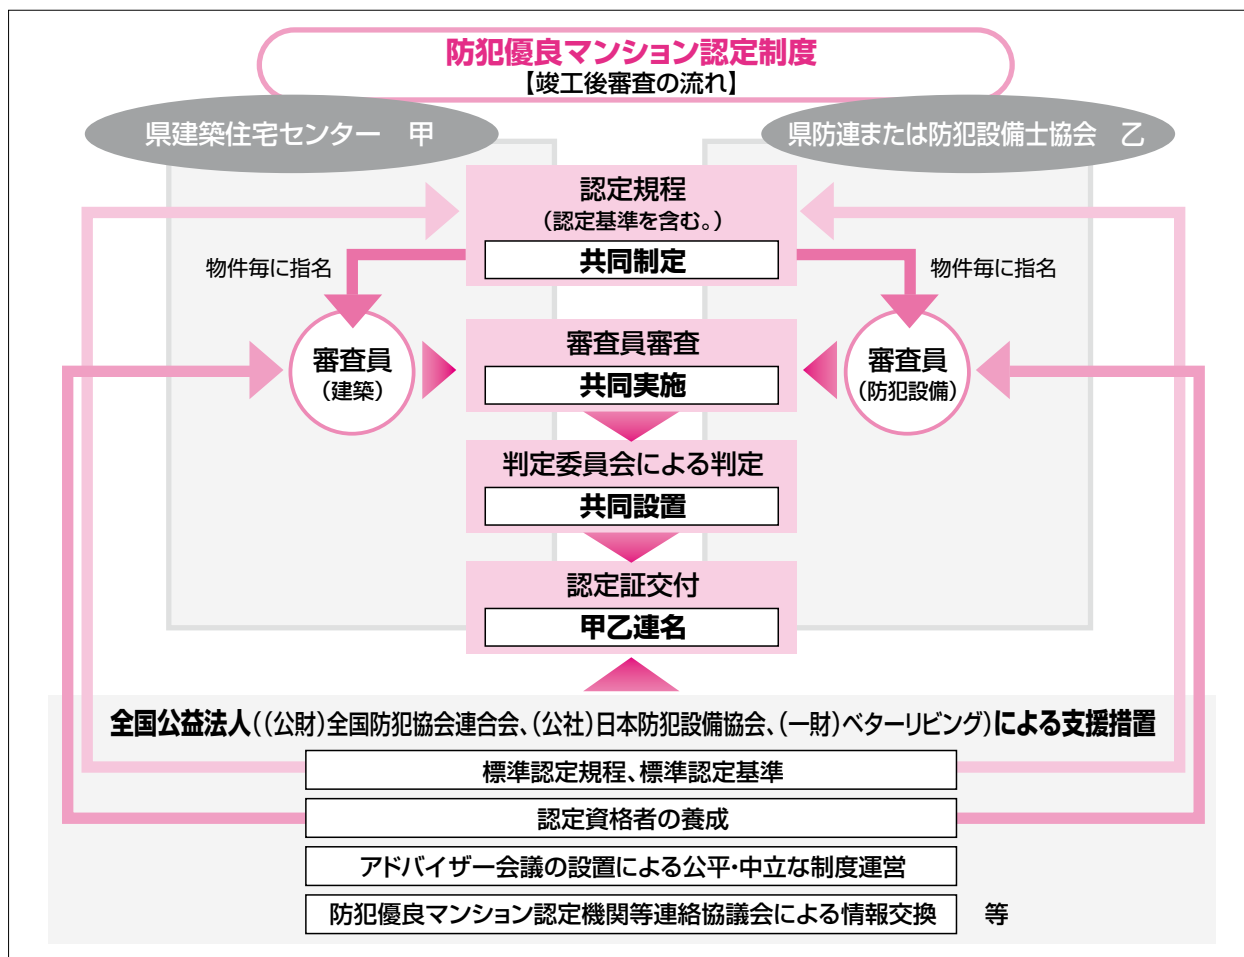 防犯優良マンション認定制度
【竣工後審査の流れ】
県建築住宅センター　甲
県防連または防犯設備士協会　乙
認定規程
（認定基準を含む。）
共同制定
物件毎に指名
物件毎に指名
審査員
（建築）
審査員審査
共同実施
審査員
（防犯設備）
判定委員会による判定
共同設置
認定証交付
甲乙連名
全国公益法人（（公財）全国防犯協会連合会、（公社）日本防犯設備協会、（一財）ベターリビング）による支援措置
標準認定規程、標準認定基準
認定資格者の養成
アドバイザー会議の設置による公平・中立な制度運営
防犯優良マンション認定機関等連絡協議会による情報交換　等